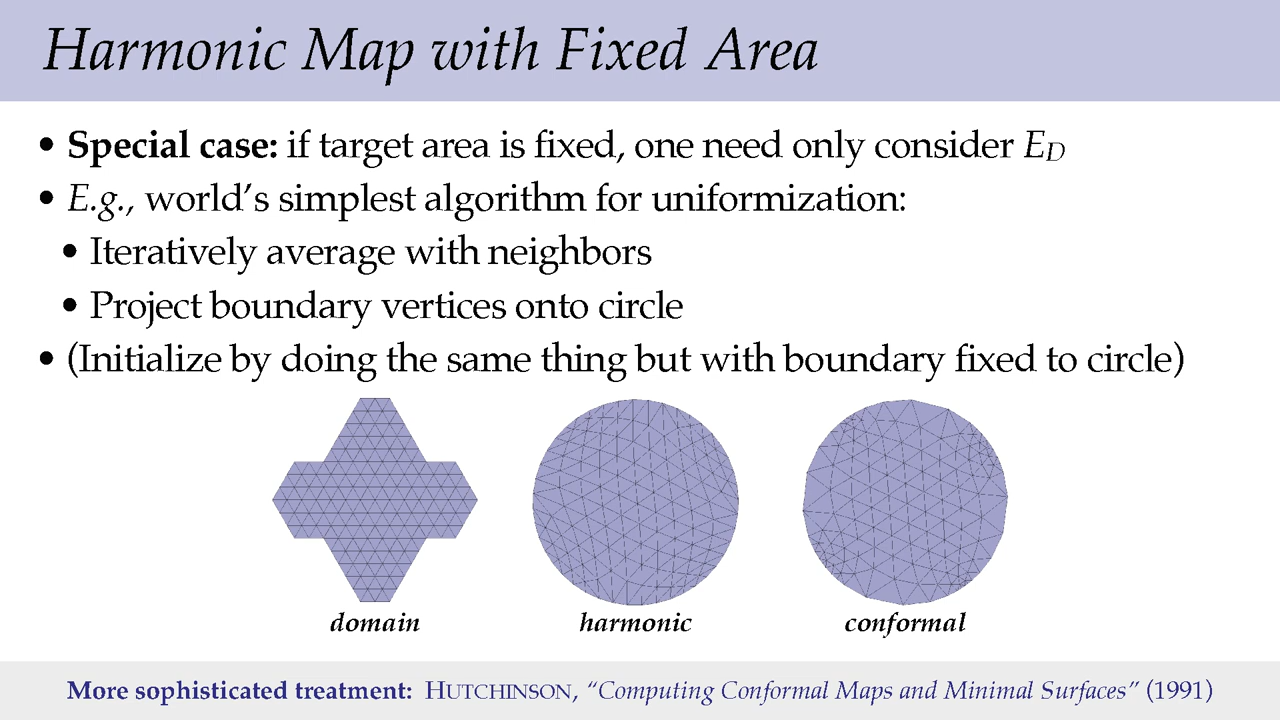 Harmonic Map with Fixed Area
• Special case: if target area is fixed, one need only consider E_D
• E.g., world's simplest algorithm for uniformization:
• Iteratively average with neighbors
• Project boundary vertices onto circle
• (Initialize by doing the same thing but with boundary fixed to circle)
domain harmonic conformal
More sophisticated treatment: HUTCHINSON, “Computing Conformal Maps and Minimal Surfaces” (1991)